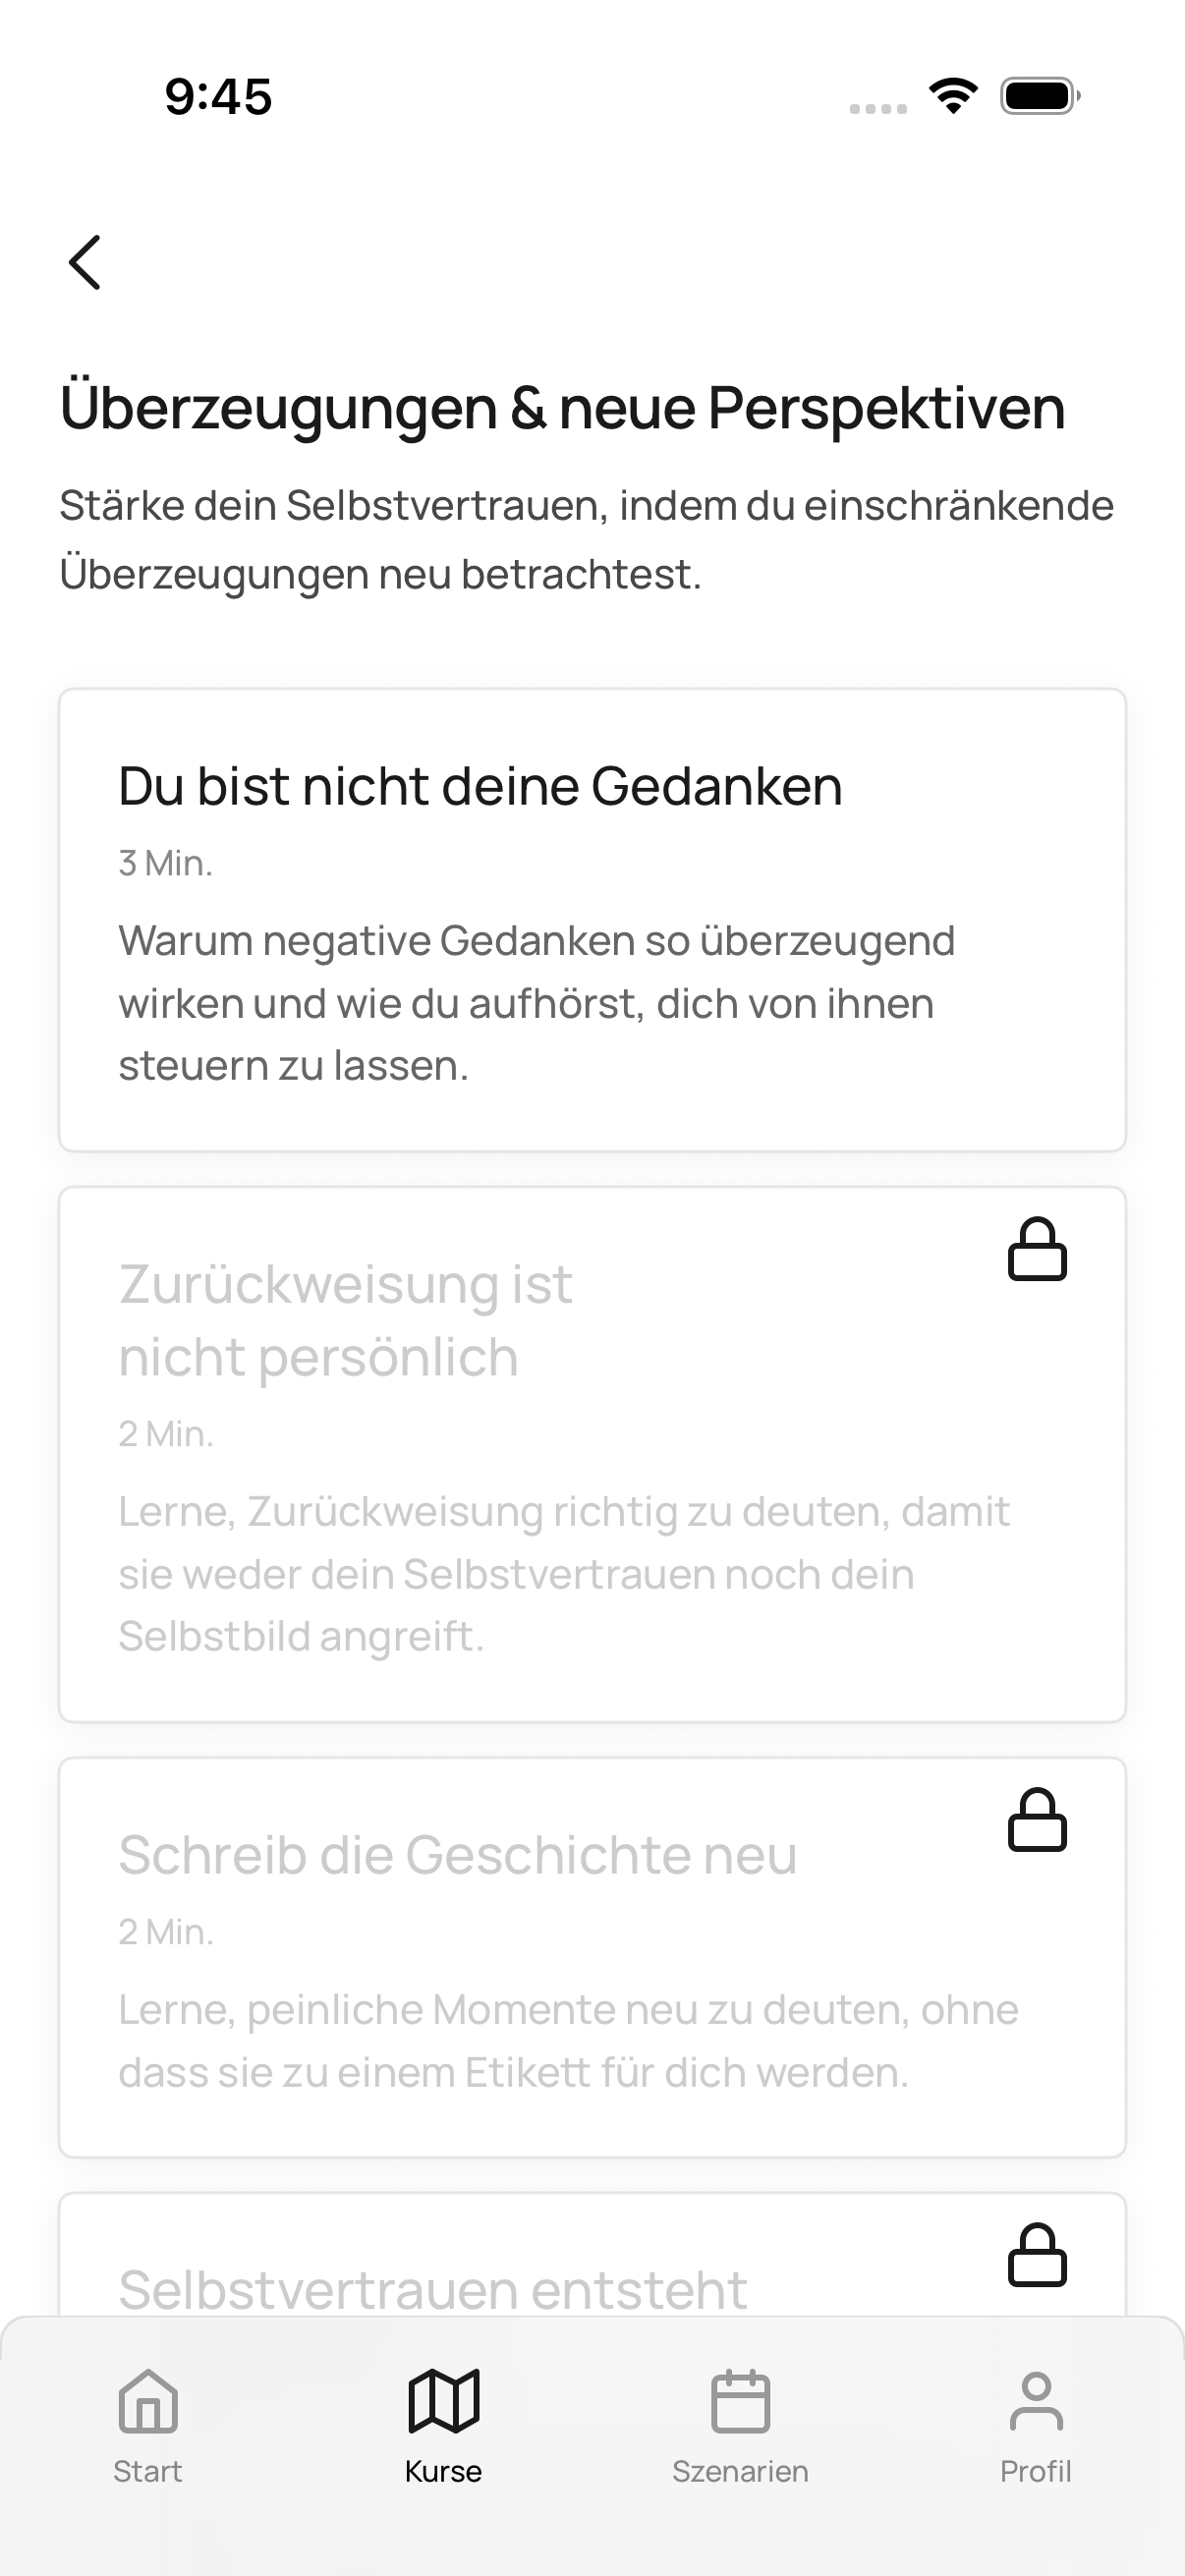 9:45
Überzeugungen & neue Perspektiven
Stärke dein Selbstvertrauen, indem du einschränkende
Überzeugungen neu betrachtest.
Du bist nicht deine Gedanken
3 Min.
Warum negative Gedanken so überzeugend
wirken und wie du aufhörst, dich von ihnen
steuern zu lassen.
Zurückweisung ist
nicht persönlich
2 Min.
Lerne, Zurückweisung richtig zu deuten, damit
sie weder dein Selbstvertrauen noch dein
Selbstbild angreift.
Schreib die Geschichte neu
2 Min.
Lerne, peinliche Momente neu zu deuten, ohne
dass sie zu einem Etikett für dich werden.
Selbstvertrauen entsteht
Start
Kurse
Szenarien
Profil